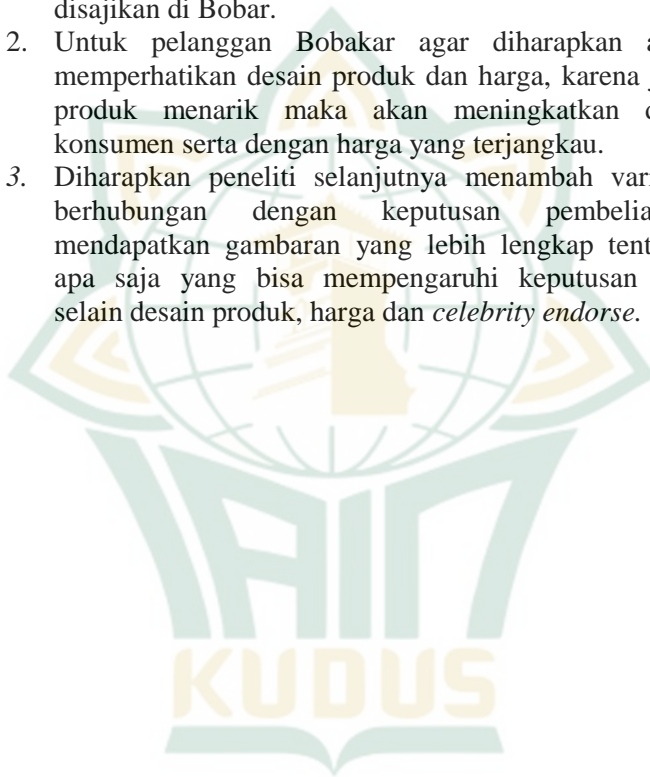 disajikan di Bobar.
2. Untuk pelanggan Bobakar agar diharapkan
memperhatikan desain produk dan harga, karena
produk menarik maka akan meningkatkan
konsumen serta dengan harga yang terjangkau.
3. Diharapkan peneliti selanjutnya menambah
berhubungan dengan keputusan
mendapatkan gambaran yang lebih lengkap
apa saja yang bisa mempengaruhi keputusan
selain desain produk, harga dan celebrity endorse.
IAIN
KUDUS